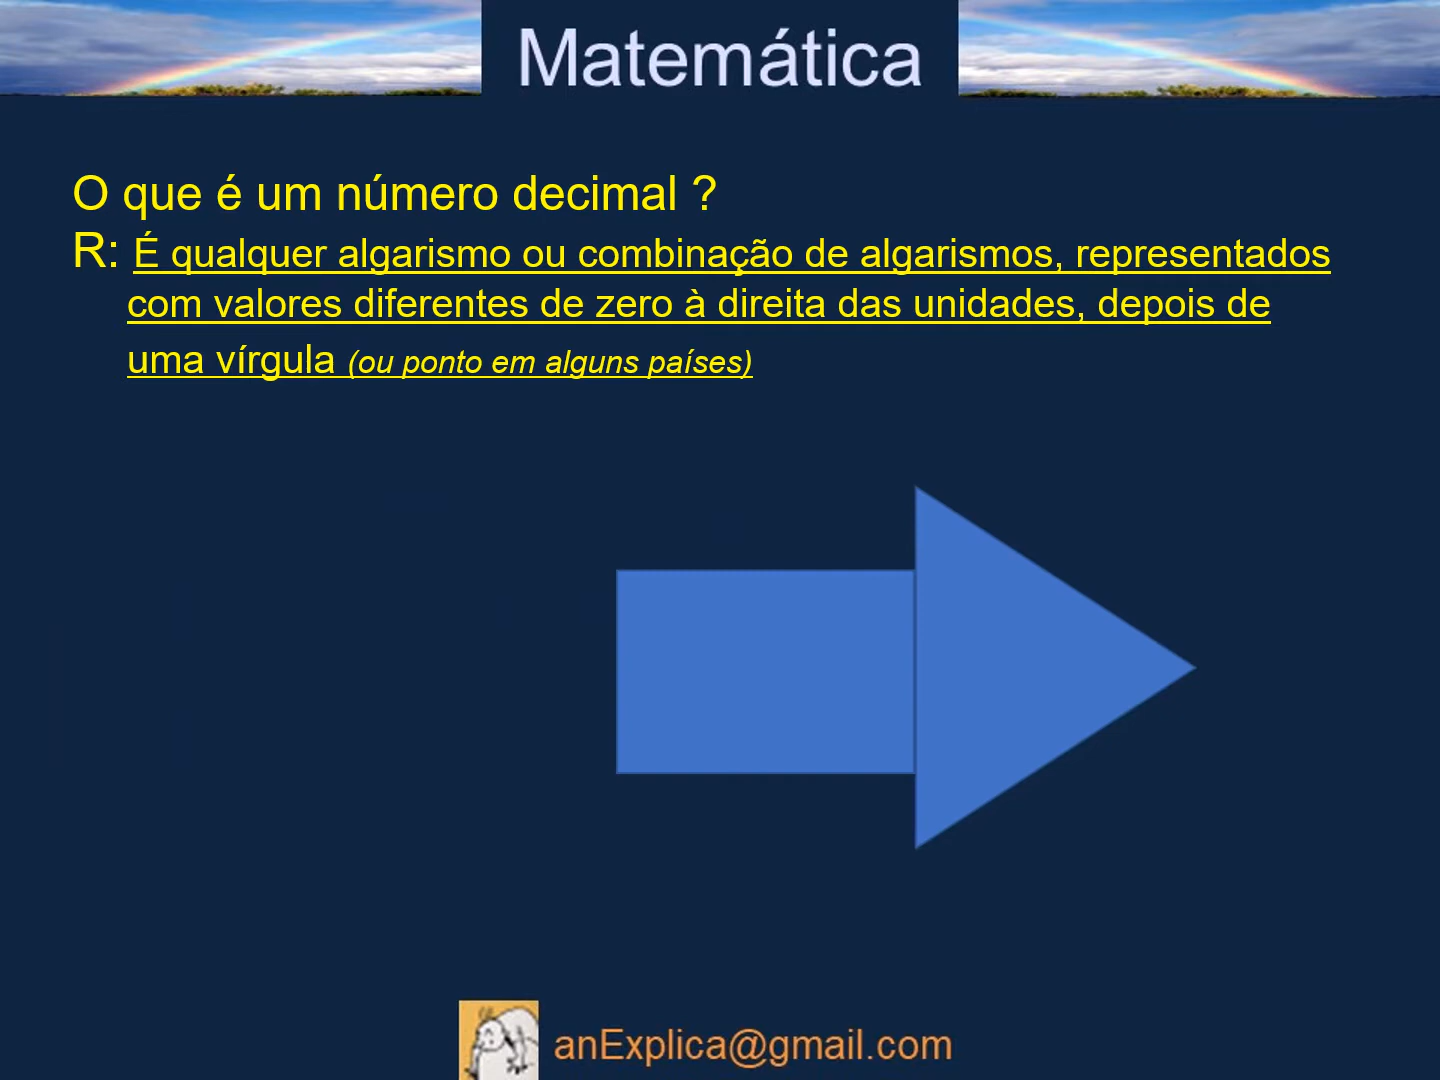 Matemática
O que é um número decimal ?
R: É qualquer algarismo ou combinação de algarismos, representados
com valores diferentes de zero à direita das unidades, depois de
uma vírgula (ou ponto em alguns países)
anExplica@gmail.com